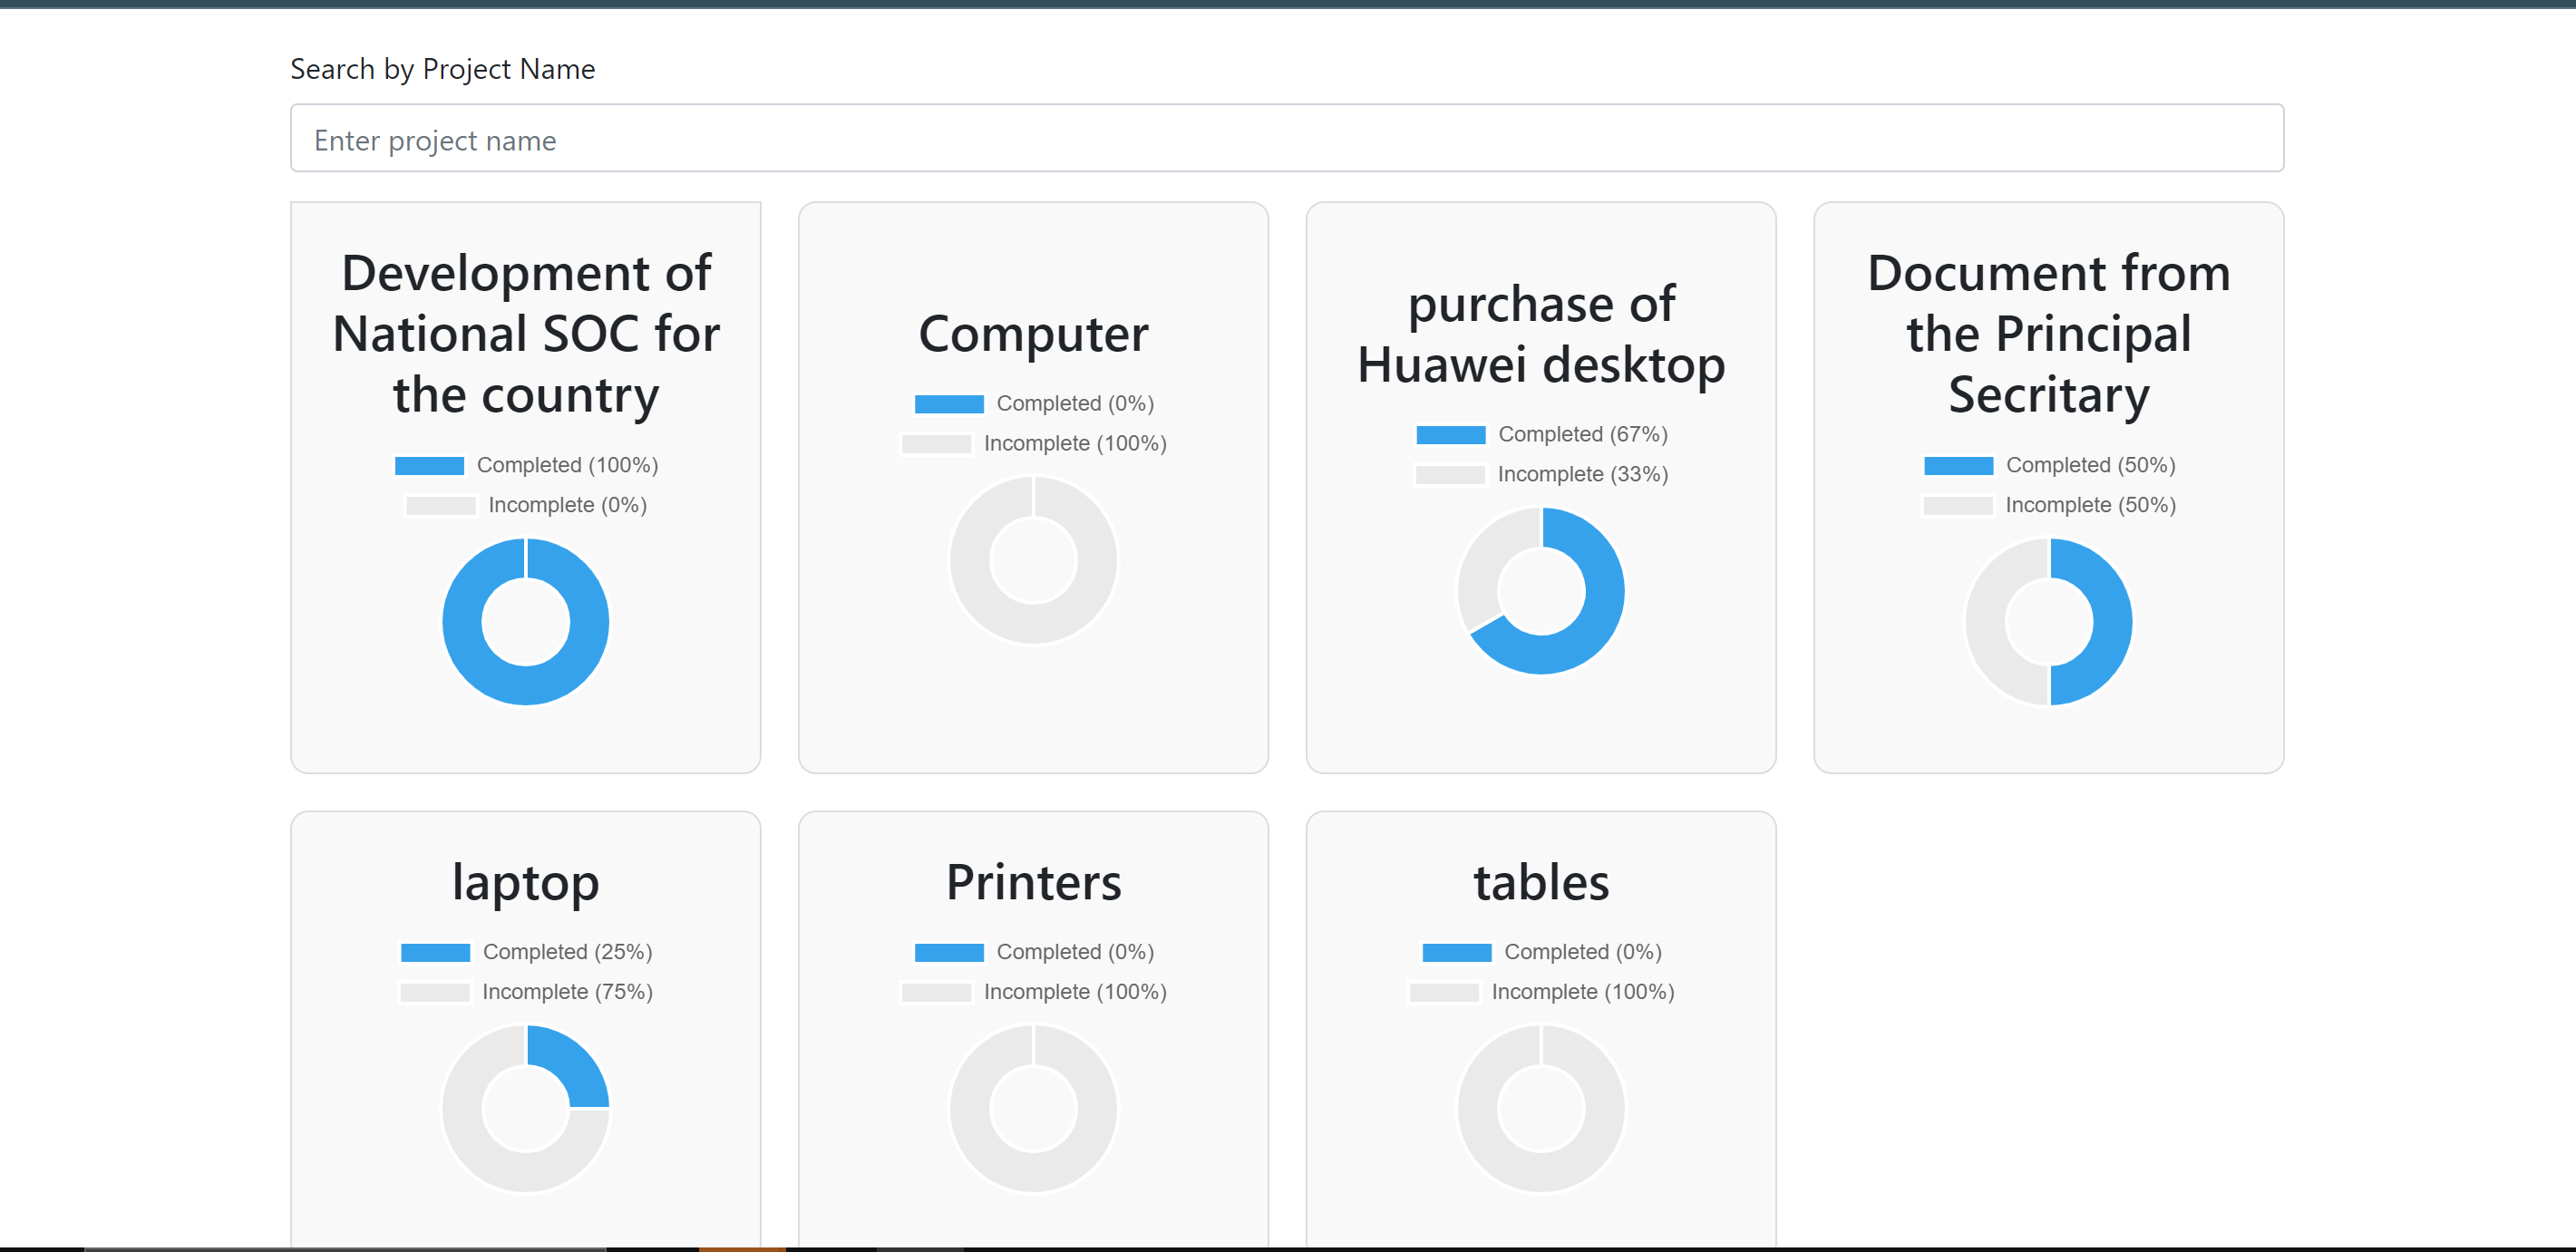 Search by Project Name
Enter project name
Development of
National SOC for
the country
Completed (100%)
Incomplete (0%)
Computer
Completed (0%)
Incomplete (100%)
purchase of
Huawei desktop
Completed (67%)
Incomplete (33%)
Document from
the Principal
Secritary
Completed (50%)
Incomplete (50%)
laptop
Completed (25%)
Incomplete (75%)
Printers
Completed (0%)
Incomplete (100%)
tables
Completed (0%)
Incomplete (100%)